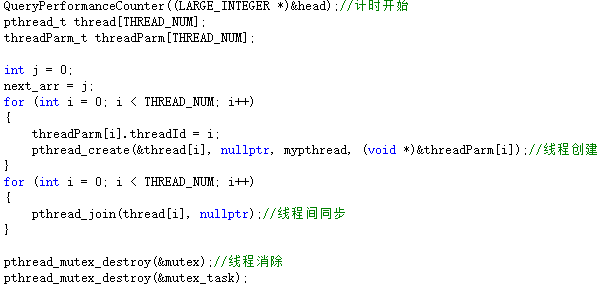 QueryPerformanceCounter((LARGE_INTEGER *)&head);//计时开始
pthread_t thread[THREAD_NUM];
threadParm_t threadParm[THREAD_NUM];

int j = 0;
next_arr = j;
for (int i = 0; i < THREAD_NUM; i++)
{
    threadParm[i].threadId = i;
    pthread_create(&thread[i], nullptr, mypthread, (void *)&threadParm[i]);//线程创建
}
for (int i = 0; i < THREAD_NUM; i++)
{
    pthread_join(thread[i], nullptr);//线程间同步
}

pthread_mutex_destroy(&mutex);//线程消除
pthread_mutex_destroy(&mutex_task);